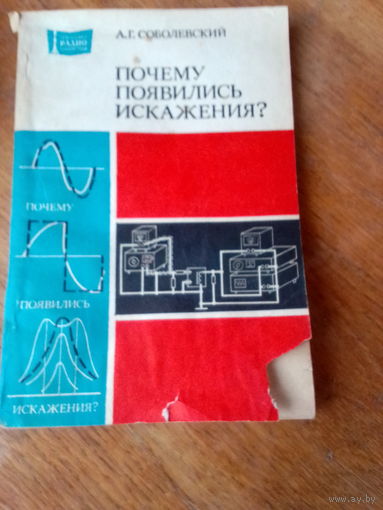 РАДИО
А.Г. СОБОЛЕВСКИЙ
ПОЧЕМУ
ПОЯВИЛИСЬ
ИСКАЖЕНИЯ?
ПОЧЕМУ
ПОЯВИЛИСЬ
ИСКАЖЕНИЯ?
www.ay.by